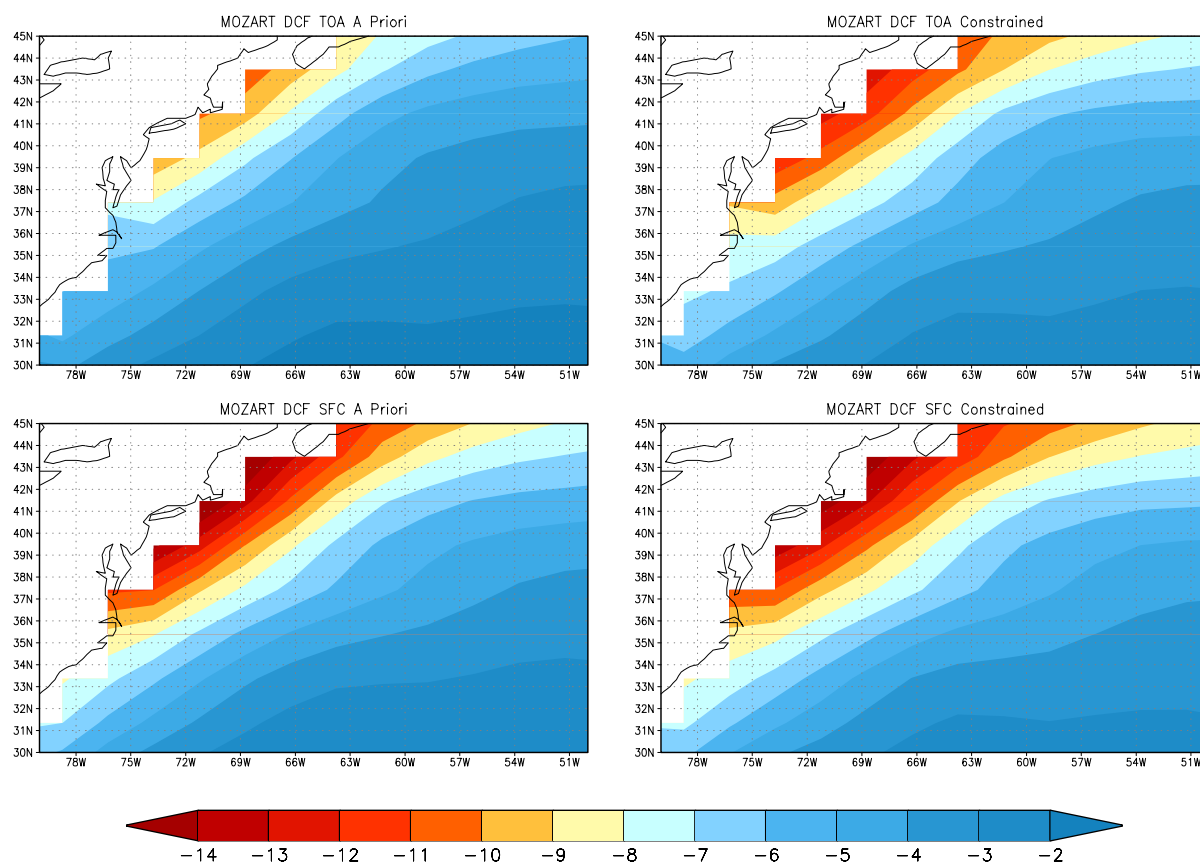 MOZART DCF TOA A Priori
45N
44N
43N
42N
41N
40N
39N
38N
37N
36N
35N
34N
33N
32N
31N
30N
78W 75W 72W 69W 66W 63W 60W 57W 54W 51W
MOZART DCF TOA Constrained
45N
44N
43N
42N
41N
40N
39N
38N
37N
36N
35N
34N
33N
32N
31N
30N
78W 75W 72W 69W 66W 63W 60W 57W 54W 51W
MOZART DCF SFC A Priori
45N
44N
43N
42N
41N
40N
39N
38N
37N
36N
35N
34N
33N
32N
31N
30N
78W 75W 72W 69W 66W 63W 60W 57W 54W 51W
MOZART DCF SFC Constrained
45N
44N
43N
42N
41N
40N
39N
38N
37N
36N
35N
34N
33N
32N
31N
30N
78W 75W 72W 69W 66W 63W 60W 57W 54W 51W
−14 −13 −12 −11 −10 −9 −8 −7 −6 −5 −4 −3 −2